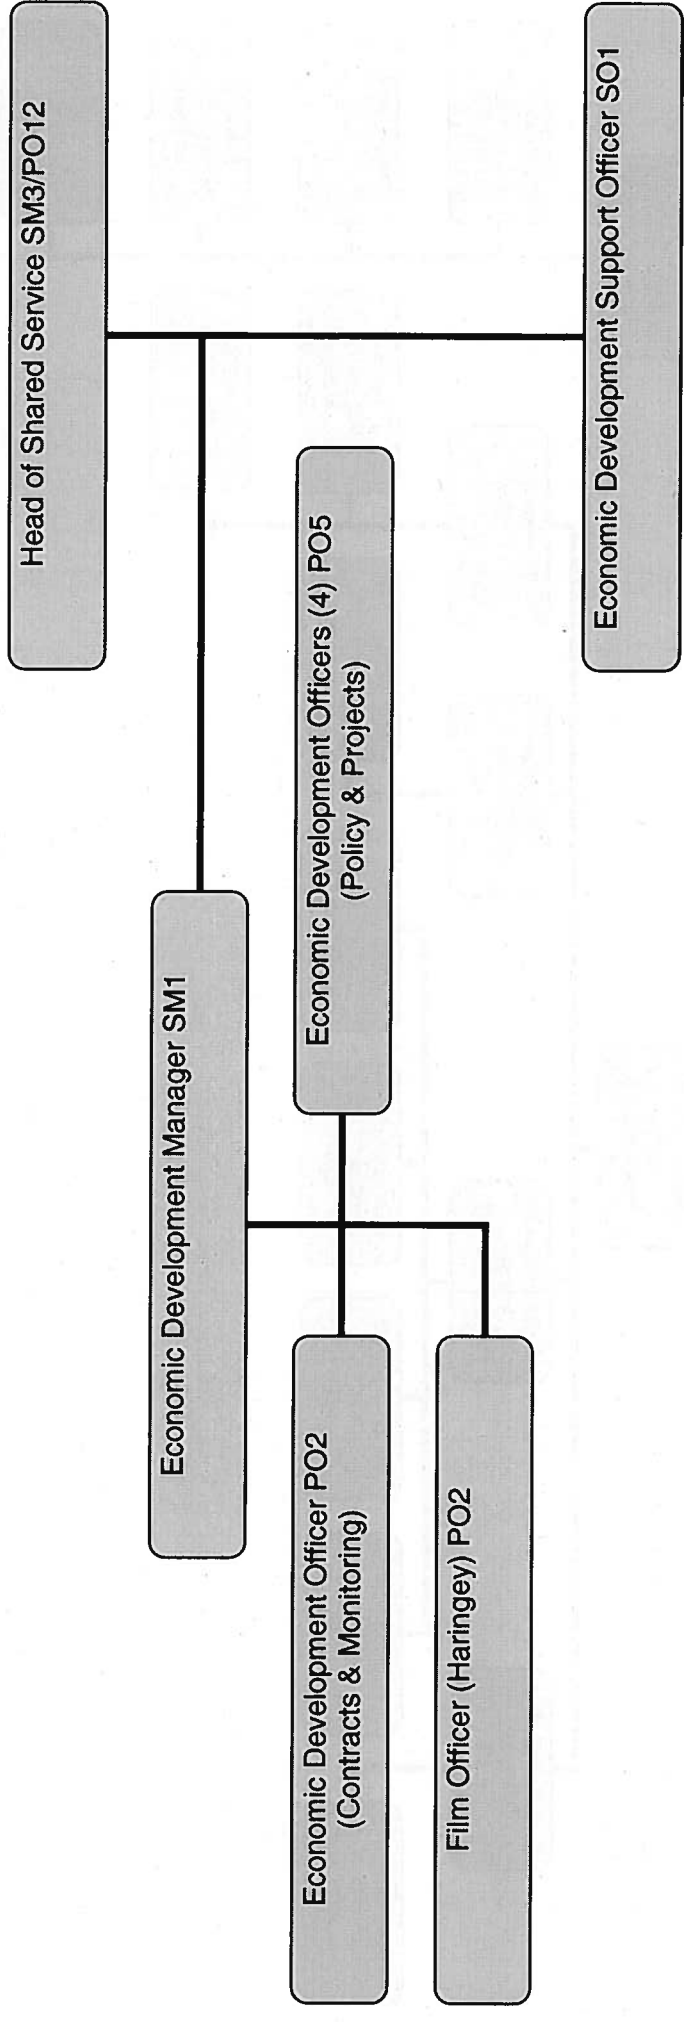 Head of Shared Service SM3/PO12
Economic Development Manager SM1
Economic Development Officer PO2
(Contracts & Monitoring)
Economic Development Officers (4) PO5
(Policy & Projects)
Film Officer (Haringey) PO2
Economic Development Support Officer SO1